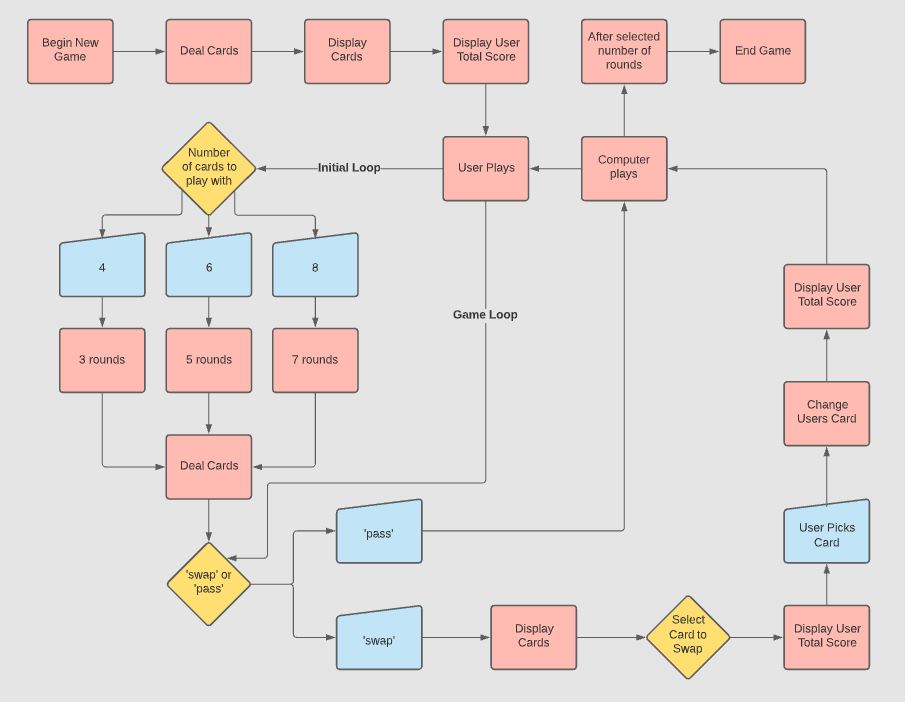 Begin New
Game
Deal Cards
Display
Cards
Display User
Total Score
After selected
number of
rounds
End Game
Number
of cards to
play with
Initial Loop
User Plays
Computer
plays
4
6
8
Display User
Total Score
Game Loop
3 rounds
5 rounds
7 rounds
Change
Users Card
Deal Cards
'pass'
User Picks
Card
'swap' or
'pass'
'swap'
Display
Cards
Select
Card to
Swap
Display User
Total Score